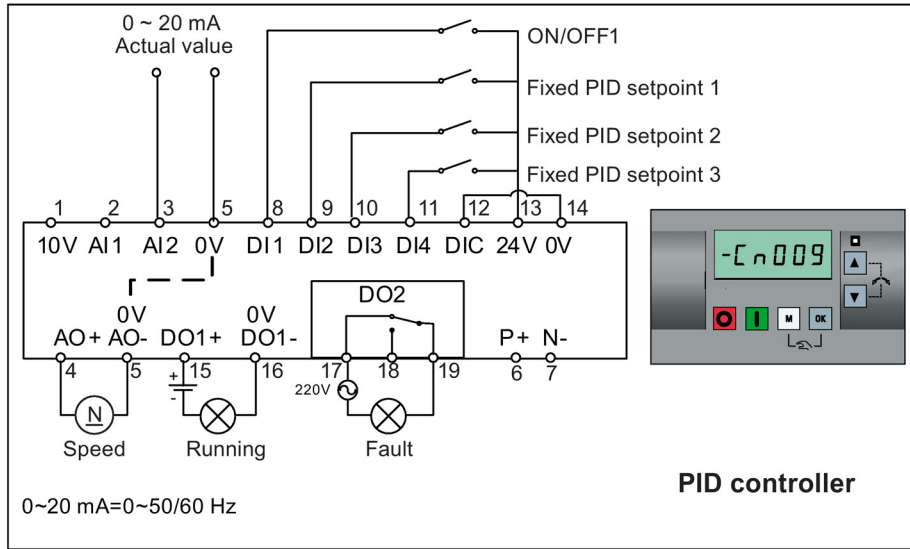 0 ~ 20 mA
Actual value
ON/OFF1
Fixed PID setpoint 1
Fixed PID setpoint 2
Fixed PID setpoint 3
1 2 3 5 8 9 10 11 12 13 14
10V AI1 AI2 0V DI1 DI2 DI3 DI4 DIC 24V 0V
-Cn009
M OK
DO2
0V 0V
AO+ AO- DO1+ DO1- P+ N-
4 5 15 16 17 18 19 6 7
+
-
220V
N
Speed Running Fault
PID controller
0~20 mA=0~50/60 Hz